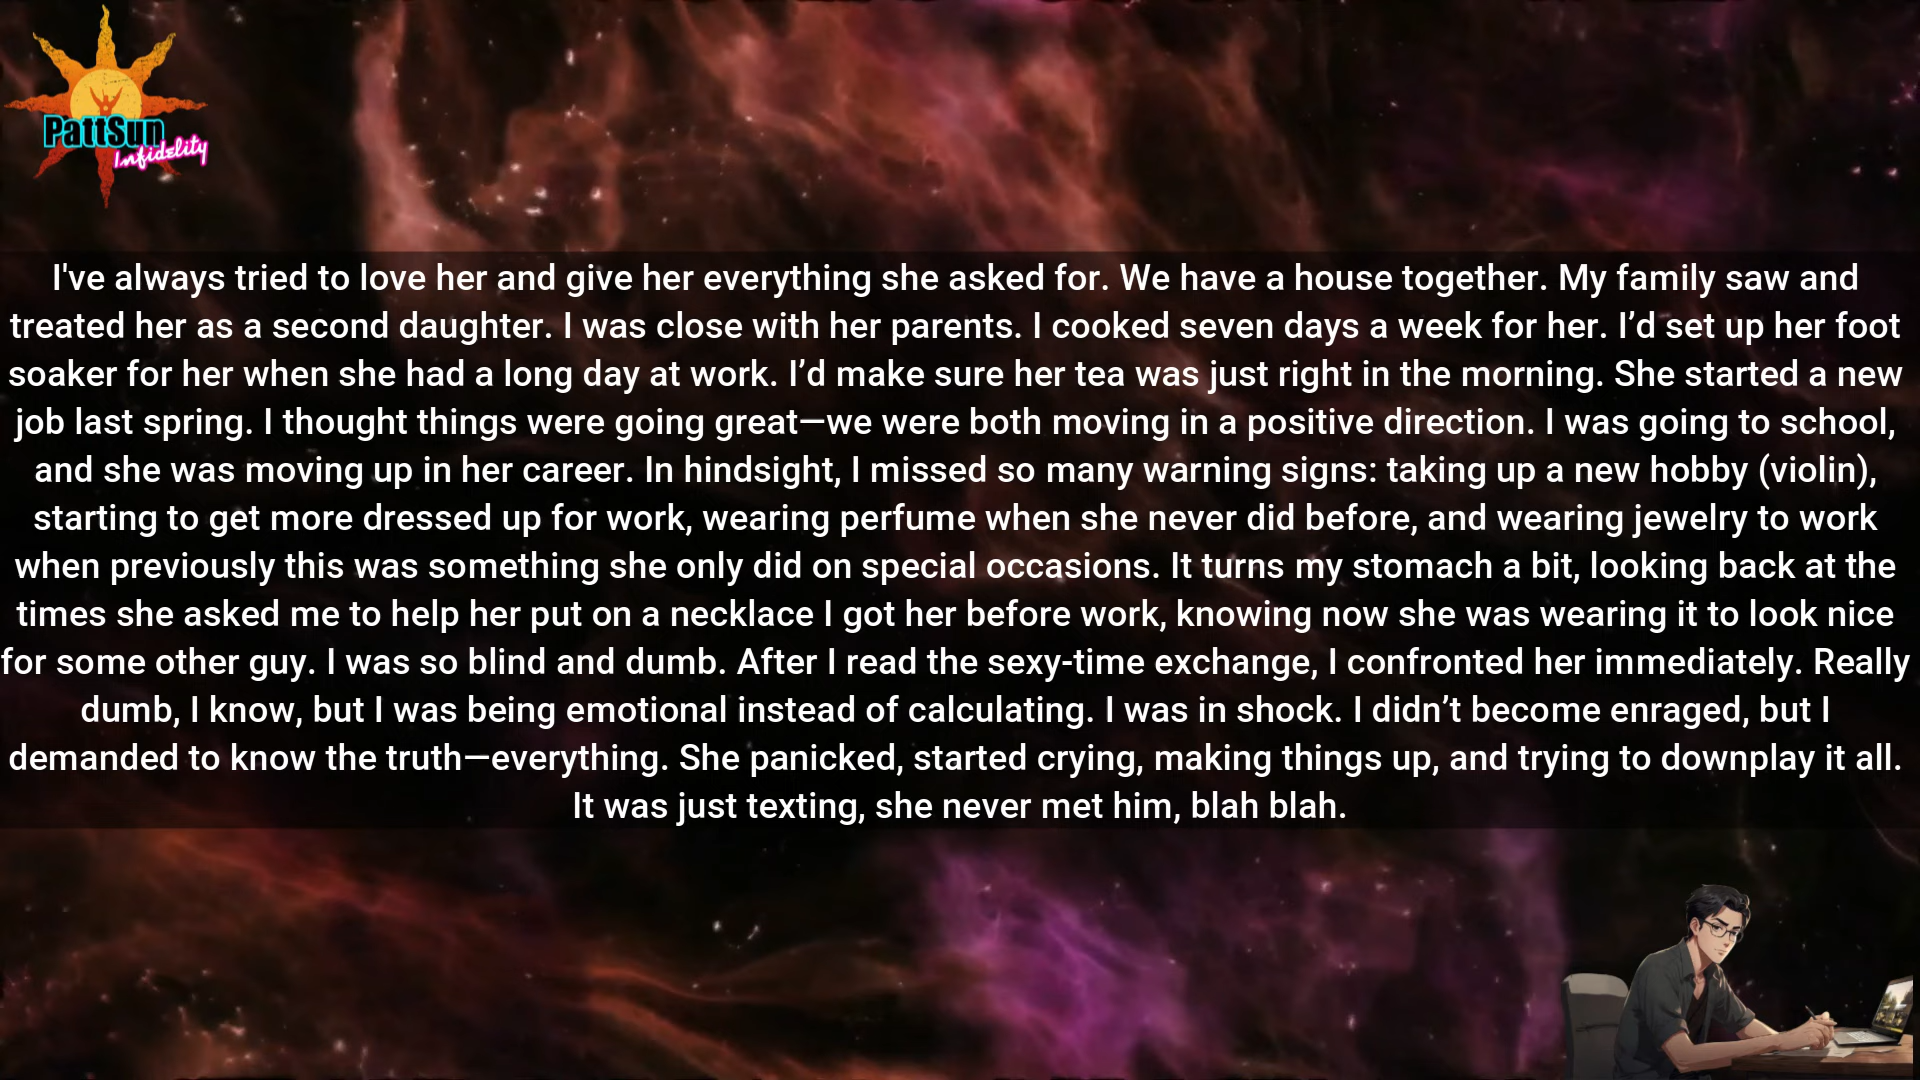 PattSun
Infidelity
I've always tried to love her and give her everything she asked for. We have a house together. My family saw and
treated her as a second daughter. I was close with her parents. I cooked seven days a week for her. I’d set up her foot
soaker for her when she had a long day at work. I’d make sure her tea was just right in the morning. She started a new
job last spring. I thought things were going great—we were both moving in a positive direction. I was going to school,
and she was moving up in her career. In hindsight, I missed so many warning signs: taking up a new hobby (violin),
starting to get more dressed up for work, wearing perfume when she never did before, and wearing jewelry to work
when previously this was something she only did on special occasions. It turns my stomach a bit, looking back at the
times she asked me to help her put on a necklace I got her before work, knowing now she was wearing it to look nice
for some other guy. I was so blind and dumb. After I read the sexy-time exchange, I confronted her immediately. Really
dumb, I know, but I was being emotional instead of calculating. I was in shock. I didn’t become enraged, but I
demanded to know the truth—everything. She panicked, started crying, making things up, and trying to downplay it all.
It was just texting, she never met him, blah blah.